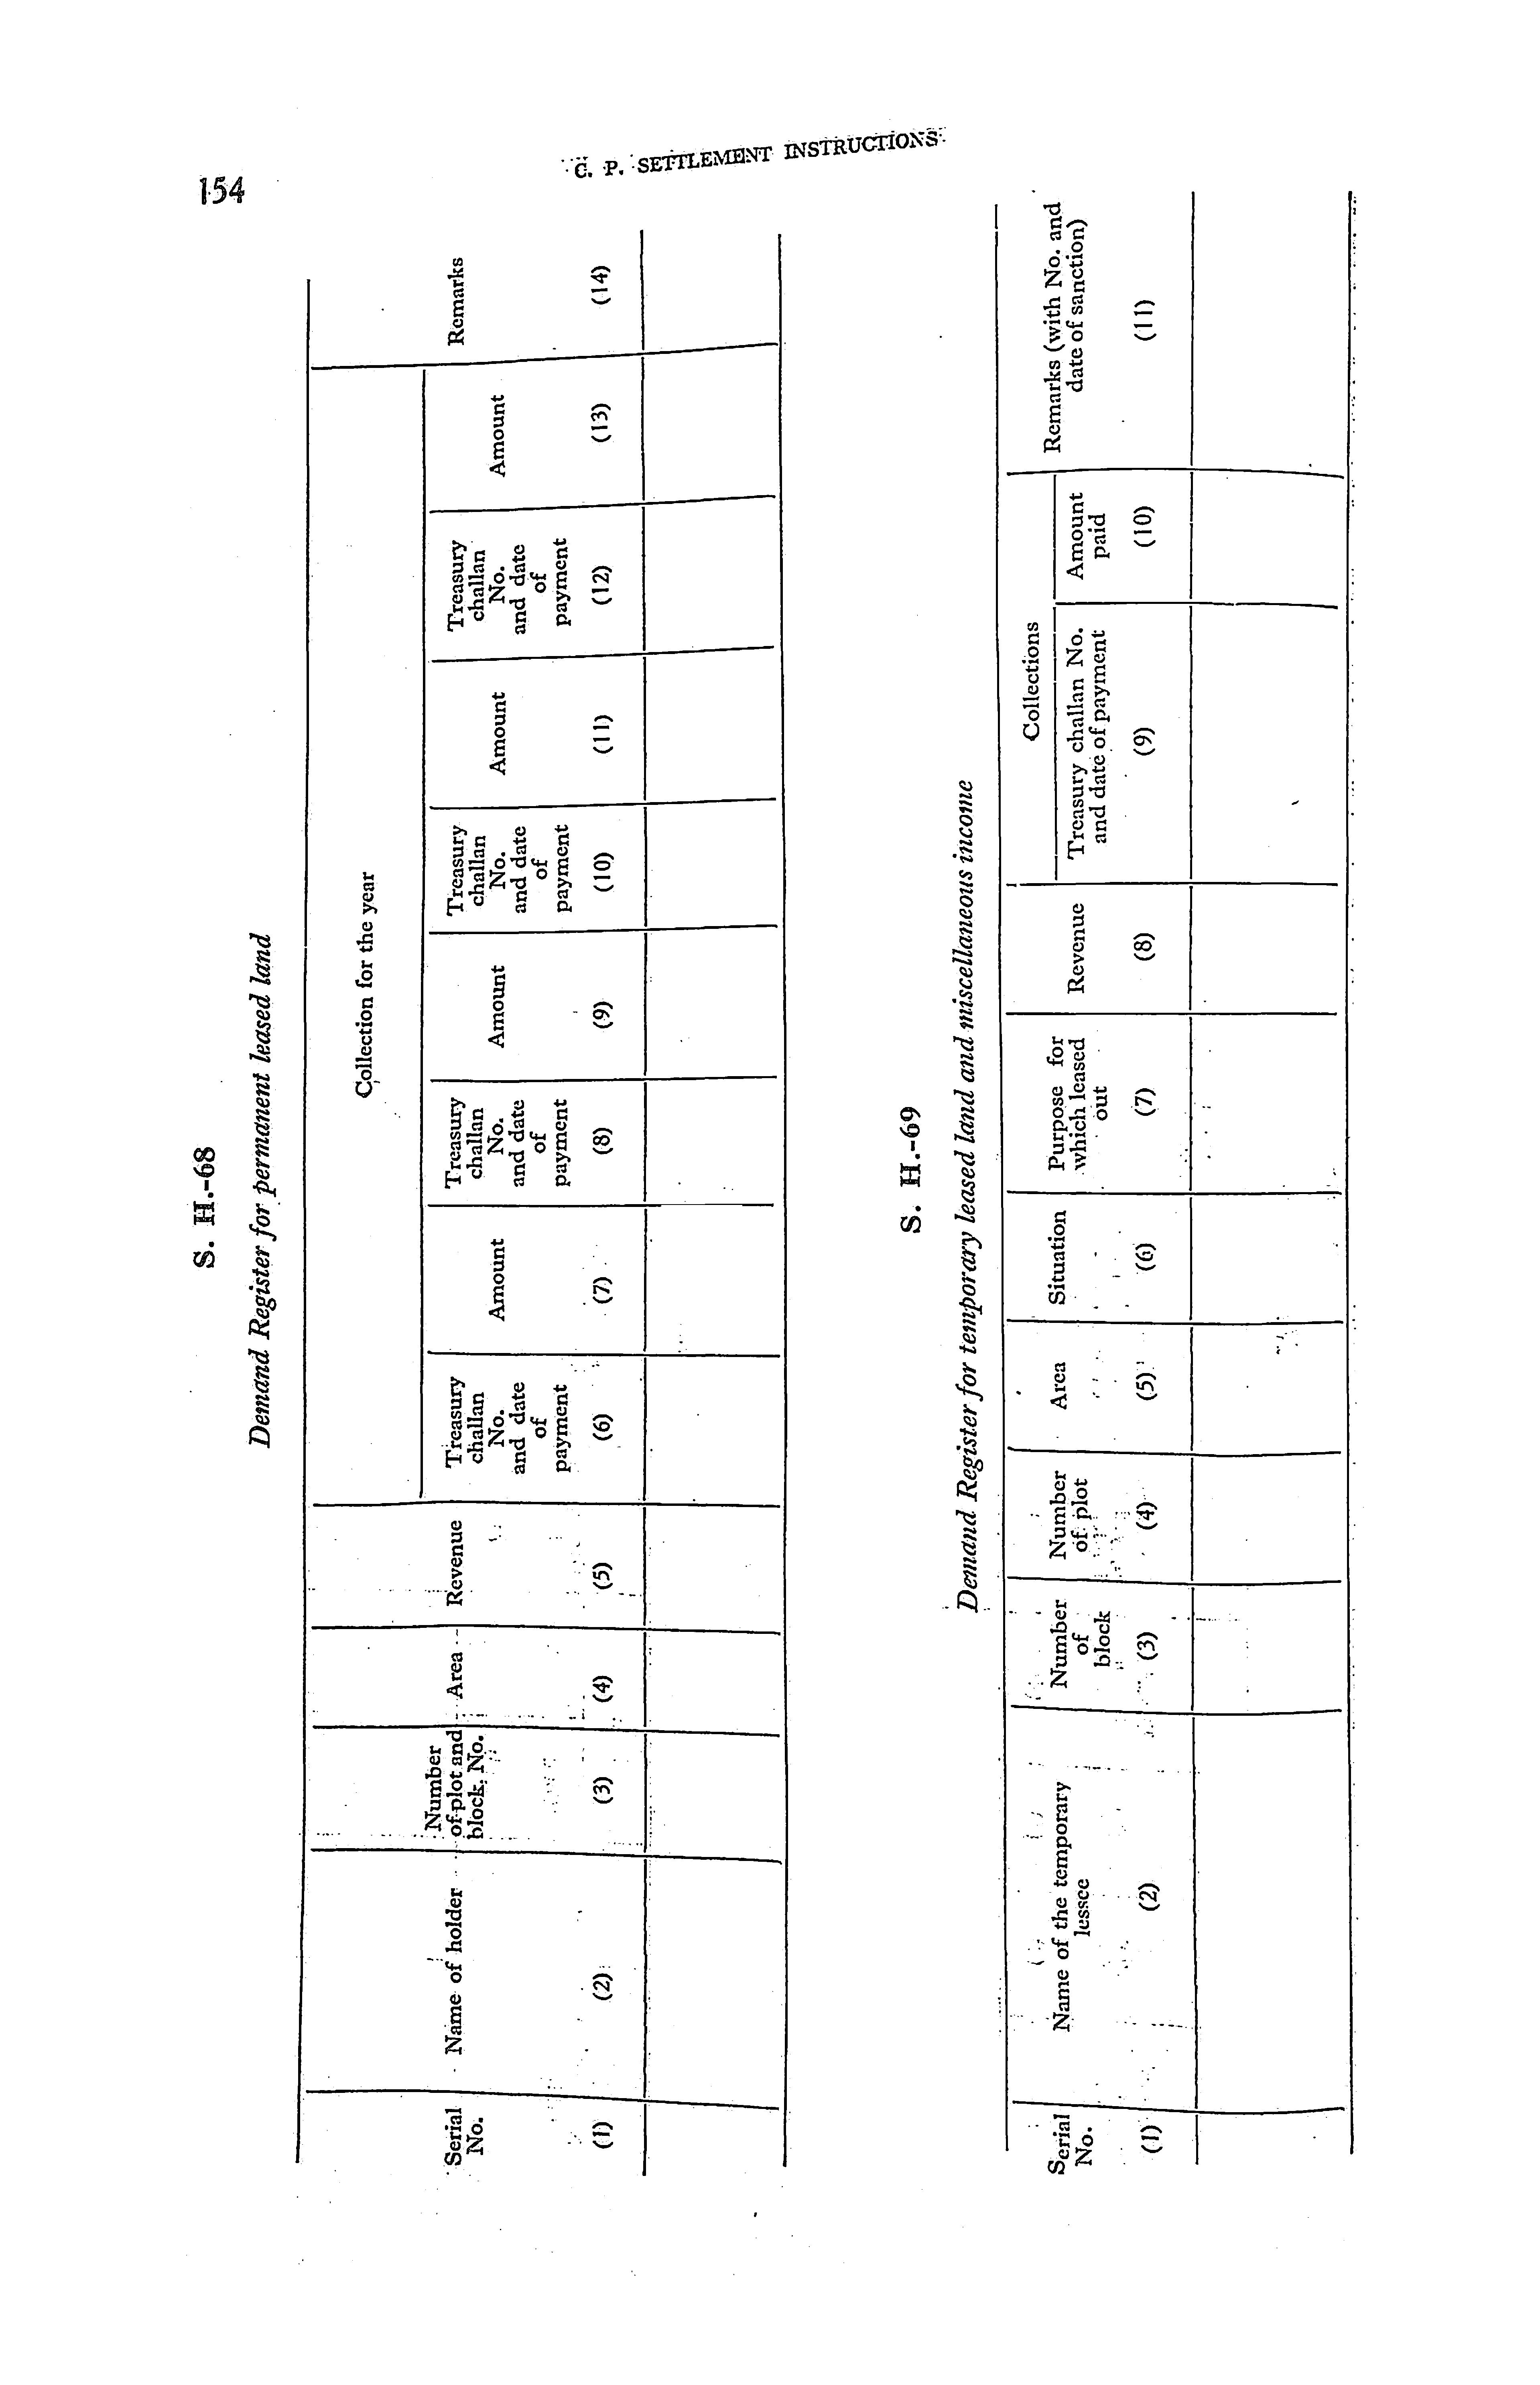 154
C. P. SETTLEMENT INSTRUCTIONS
S. H.-68
Demand Register for permanent leased land
Collection for the year
Serial
No.
Name of holder
Number
of plot and
block No.
Area
Revenue
Treasury
challan
No.
and date
of
payment
Amount
Treasury
challan
No.
and date
of
payment
Amount
Treasury
challan
No.
and date
of
payment
Amount
Treasury
challan
No.
and date
of
payment
Amount
Remarks
(1) (2) (3) (4) (5) (6) (7) (8) (9) (10) (11) (12) (13) (14)
S. H.-69
Demand Register for temporary leased land and miscellaneous income
Collections
Serial
No.
Name of the temporary
lessee
Number
of
block
Number
of plot
Area
Situation
Purpose for
which leased
out
Revenue
Treasury challan No.
and date of payment
Amount
paid
Remarks (with No. and
date of sanction)
(1) (2) (3) (4) (5) (6) (7) (8) (9) (10) (11)